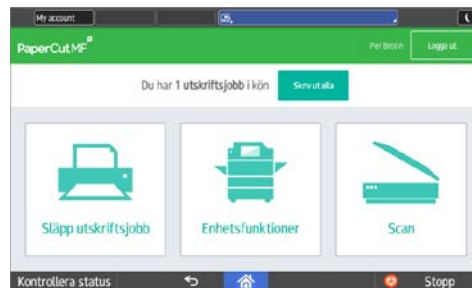 My account
PaperCut MF
Per Brolin
Logga ut
Du har 1 utskriftsjobb i kön
Skriv ut alla
Släpp utskriftsjobb
Enhetsfunktioner
Scan
Kontrollera status
Stopp